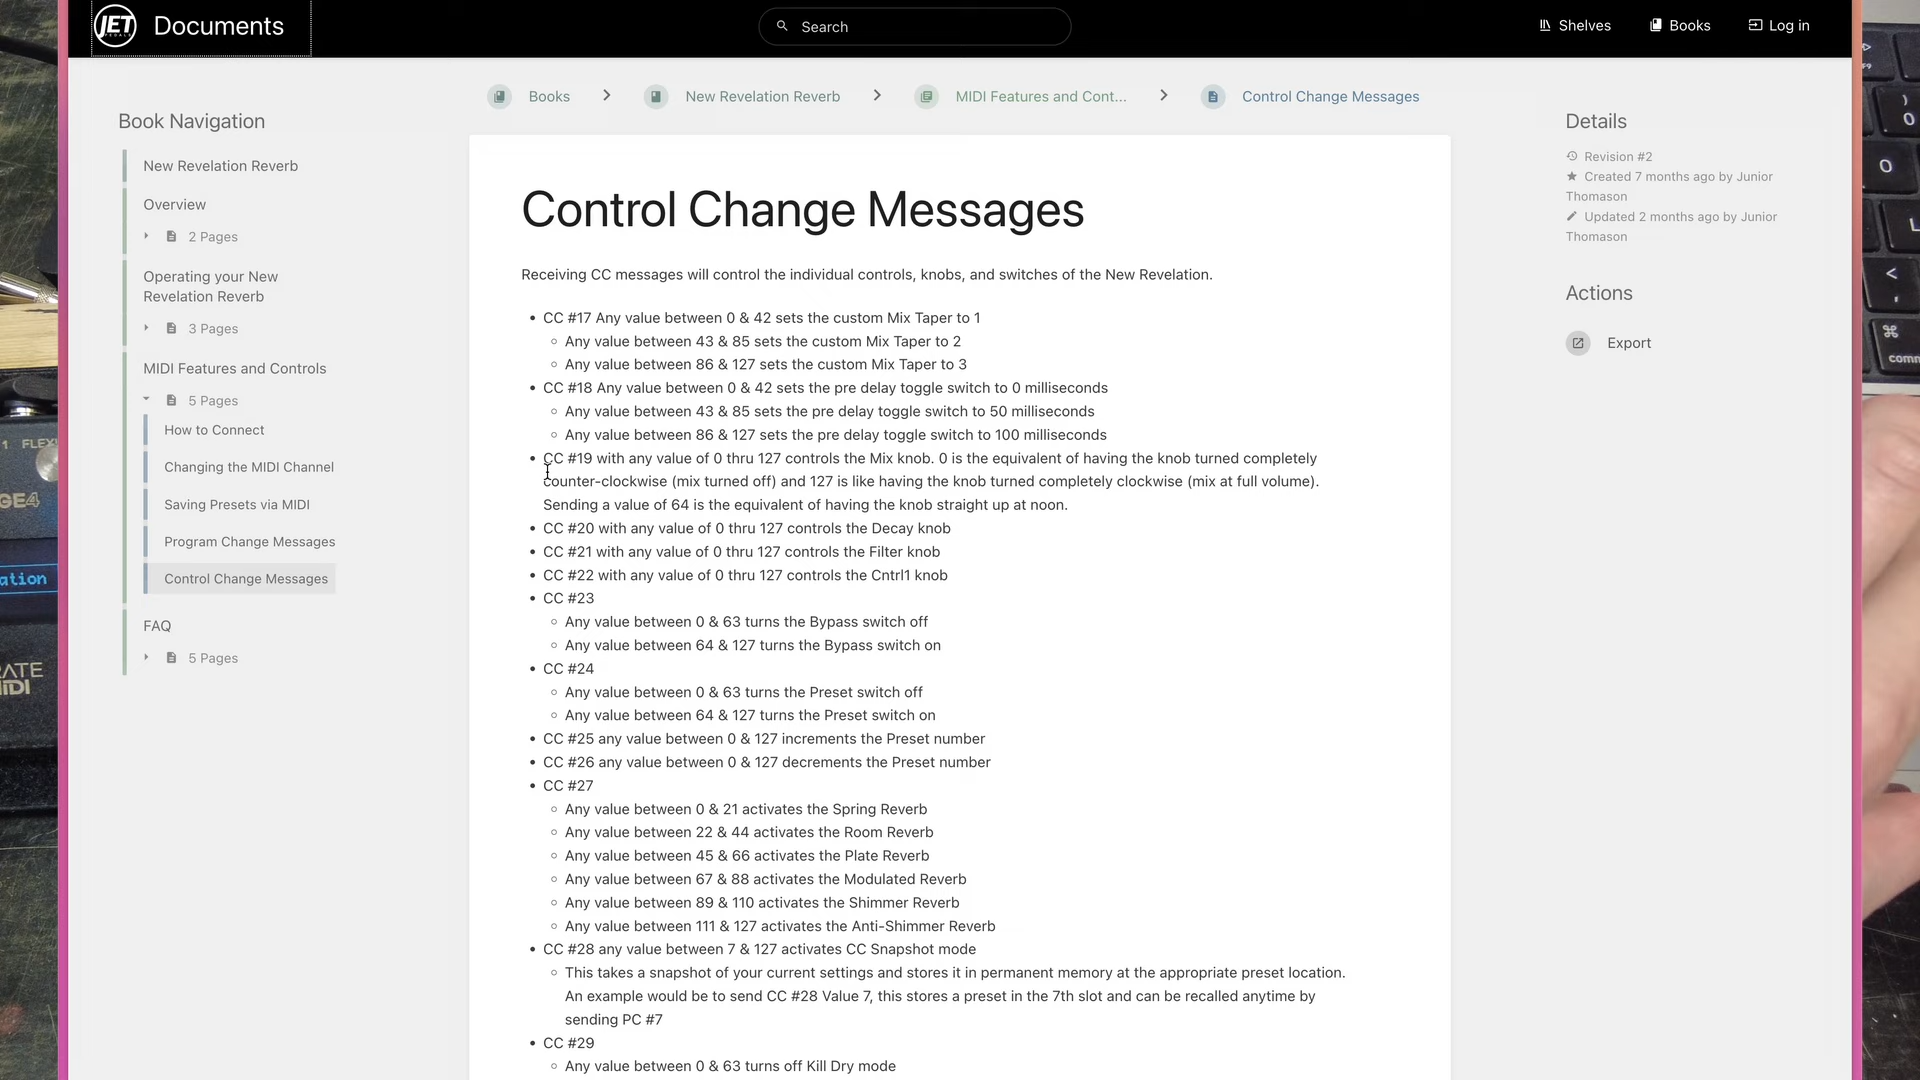 JET
PEDALS
Documents
Search
Shelves
Books
Log in
Books
New Revelation Reverb
MIDI Features and Cont...
Control Change Messages
Book Navigation
New Revelation Reverb
Overview
2 Pages
Operating your New
Revelation Reverb
3 Pages
MIDI Features and Controls
5 Pages
How to Connect
Changing the MIDI Channel
Saving Presets via MIDI
Program Change Messages
Control Change Messages
FAQ
5 Pages
Control Change Messages
Receiving CC messages will control the individual controls, knobs, and switches of the New Revelation.
• CC #17 Any value between 0 & 42 sets the custom Mix Taper to 1
◦ Any value between 43 & 85 sets the custom Mix Taper to 2
◦ Any value between 86 & 127 sets the custom Mix Taper to 3
• CC #18 Any value between 0 & 42 sets the pre delay toggle switch to 0 milliseconds
◦ Any value between 43 & 85 sets the pre delay toggle switch to 50 milliseconds
◦ Any value between 86 & 127 sets the pre delay toggle switch to 100 milliseconds
• CC #19 with any value of 0 thru 127 controls the Mix knob. 0 is the equivalent of having the knob turned completely
counter-clockwise (mix turned off) and 127 is like having the knob turned completely clockwise (mix at full volume).
Sending a value of 64 is the equivalent of having the knob straight up at noon.
• CC #20 with any value of 0 thru 127 controls the Decay knob
• CC #21 with any value of 0 thru 127 controls the Filter knob
• CC #22 with any value of 0 thru 127 controls the Cntrl1 knob
• CC #23
◦ Any value between 0 & 63 turns the Bypass switch off
◦ Any value between 64 & 127 turns the Bypass switch on
• CC #24
◦ Any value between 0 & 63 turns the Preset switch off
◦ Any value between 64 & 127 turns the Preset switch on
• CC #25 any value between 0 & 127 increments the Preset number
• CC #26 any value between 0 & 127 decrements the Preset number
• CC #27
◦ Any value between 0 & 21 activates the Spring Reverb
◦ Any value between 22 & 44 activates the Room Reverb
◦ Any value between 45 & 66 activates the Plate Reverb
◦ Any value between 67 & 88 activates the Modulated Reverb
◦ Any value between 89 & 110 activates the Shimmer Reverb
◦ Any value between 111 & 127 activates the Anti-Shimmer Reverb
• CC #28 any value between 7 & 127 activates CC Snapshot mode
◦ This takes a snapshot of your current settings and stores it in permanent memory at the appropriate preset location.
An example would be to send CC #28 Value 7, this stores a preset in the 7th slot and can be recalled anytime by
sending PC #7
• CC #29
◦ Any value between 0 & 63 turns off Kill Dry mode
Details
Revision #2
Created 7 months ago by Junior
Thomason
Updated 2 months ago by Junior
Thomason
Actions
Export
1 FLEX
GE4
ation
RATE
MIDI
F9
)
0
O
L
<
⌘
comm